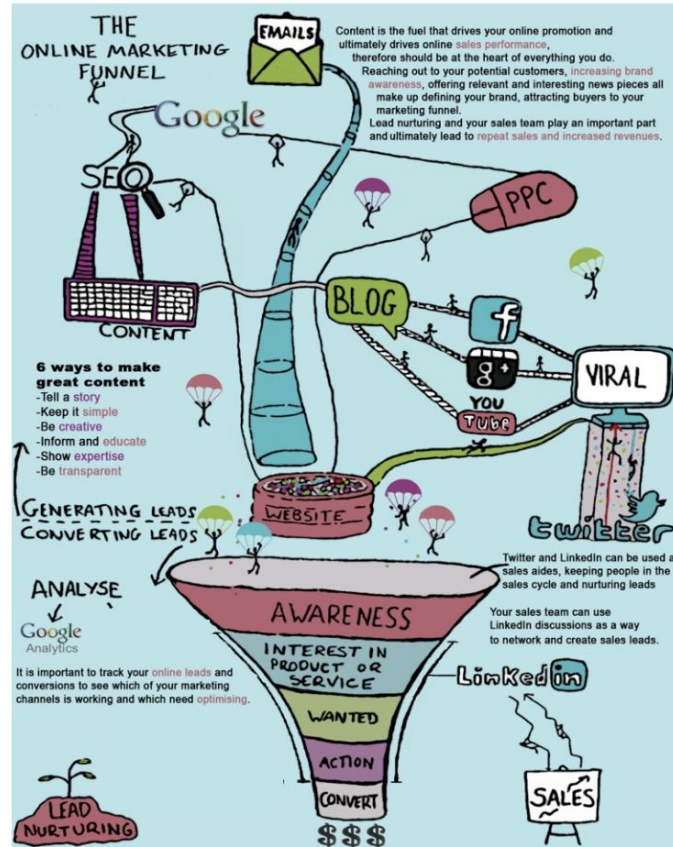 THE
ONLINE MARKETING
FUNNEL
EMAILS
Content is the fuel that drives your online promotion and
ultimately drives online sales performance,
therefore should be at the heart of everything you do.
Reaching out to your potential customers, increasing brand
awareness, offering relevant and interesting news pieces all
make up defining your brand, attracting buyers to your
marketing funnel.
Lead nurturing and your sales team play an important part
and ultimately lead to repeat sales and increased revenues.
Google
SEO
PPC
CONTENT
BLOG
f
g+
YOU
TUBE
VIRAL
6 ways to make
great content
-Tell a story
-Keep it simple
-Be creative
-Inform and educate
-Show expertise
-Be transparent
WEBSITE
twitter
GENERATING LEADS
CONVERTING LEADS
Twitter and LinkedIn can be used a
sales aides, keeping people in the
sales cycle and nurturing leads
Your sales team can use
LinkedIn discussions as a way
to network and create sales leads.
ANALYSE
Google
Analytics
It is important to track your online leads and
conversions to see which of your marketing
channels is working and which need optimising.
AWARENESS
INTEREST IN
PRODUCT OR
SERVICE
LinKed in
WANTED
ACTION
CONVERT
$ $ $
LEAD
NURTURING
SALES